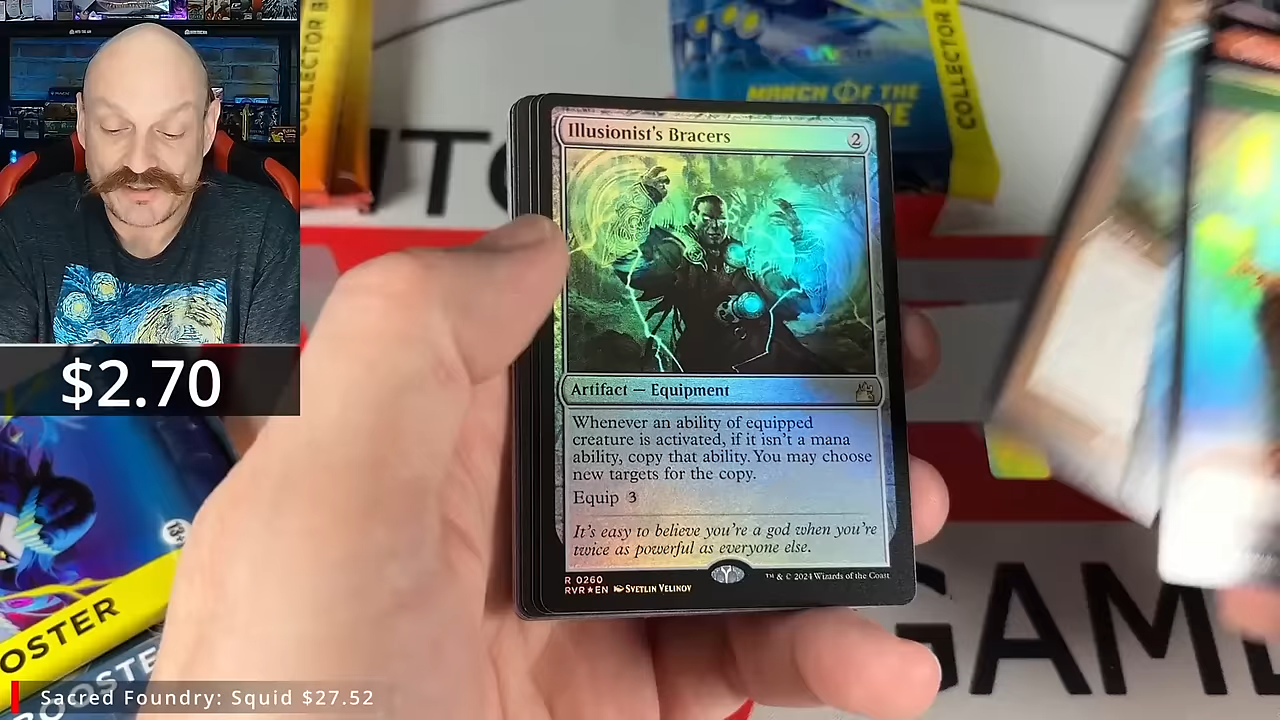 COLLECTOR B
MARCH OF THE
COLLECTOR B
Illusionist's Bracers 2
Artifact — Equipment
Whenever an ability of equipped
creature is activated, if it isn't a mana
ability, copy that ability. You may choose
new targets for the copy.
Equip 3
It's easy to believe you're a god when you're
twice as powerful as everyone else.
R 0260
RVR★EN SVETLIN VELINOV
™ & © 2024 Wizards of the Coast
$2.70
OSTER
BOOSTE
GAM
Sacred Foundry: Squid $27.52